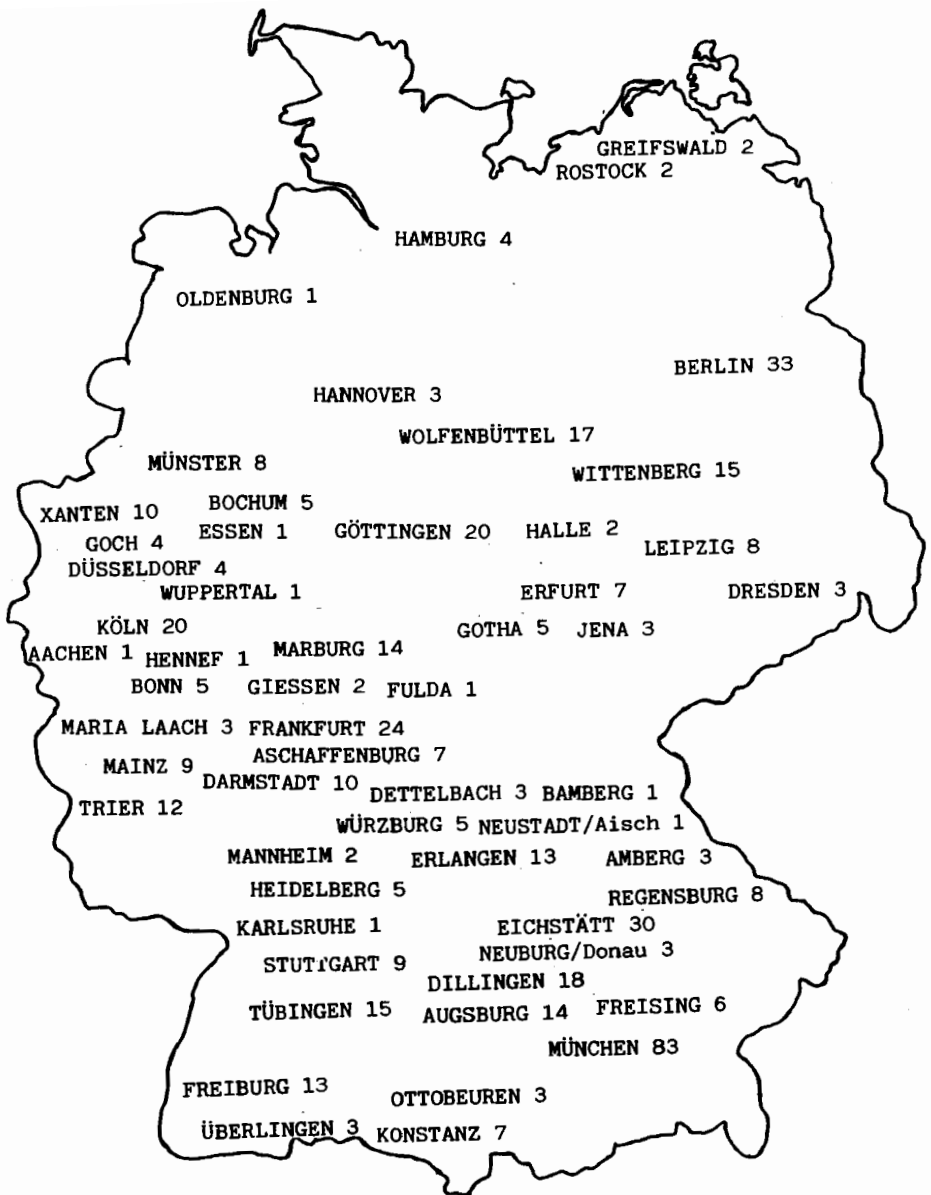 GREIFSWALD 2
ROSTOCK 2
HAMBURG 4
OLDENBURG 1
BERLIN 33
HANNOVER 3
WOLFENBÜTTEL 17
MÜNSTER 8
WITTENBERG 15
XANTEN 10
BOCHUM 5
GOCH 4
ESSEN 1
GÖTTINGEN 20
HALLE 2
LEIPZIG 8
DÜSSELDORF 4
WUPPERTAL 1
ERFURT 7
DRESDEN 3
KÖLN 20
GOTHA 5
JENA 3
AACHEN 1
HENNEF 1
MARBURG 14
BONN 5
GIESSEN 2
FULDA 1
MARIA LAACH 3
FRANKFURT 24
MAINZ 9
ASCHAFFENBURG 7
DARMSTADT 10
DETTELBACH 3
BAMBERG 1
TRIER 12
WÜRZBURG 5
NEUSTADT/Aisch 1
MANNHEIM 2
ERLANGEN 13
AMBERG 3
HEIDELBERG 5
REGENSBURG 8
KARLSRUHE 1
EICHSTÄTT 30
STUTTGART 9
NEUBURG/Donau 3
DILLINGEN 18
TÜBINGEN 15
AUGSBURG 14
FREISING 6
MÜNCHEN 83
FREIBURG 13
OTTOBEUREN 3
ÜBERLINGEN 3
KONSTANZ 7